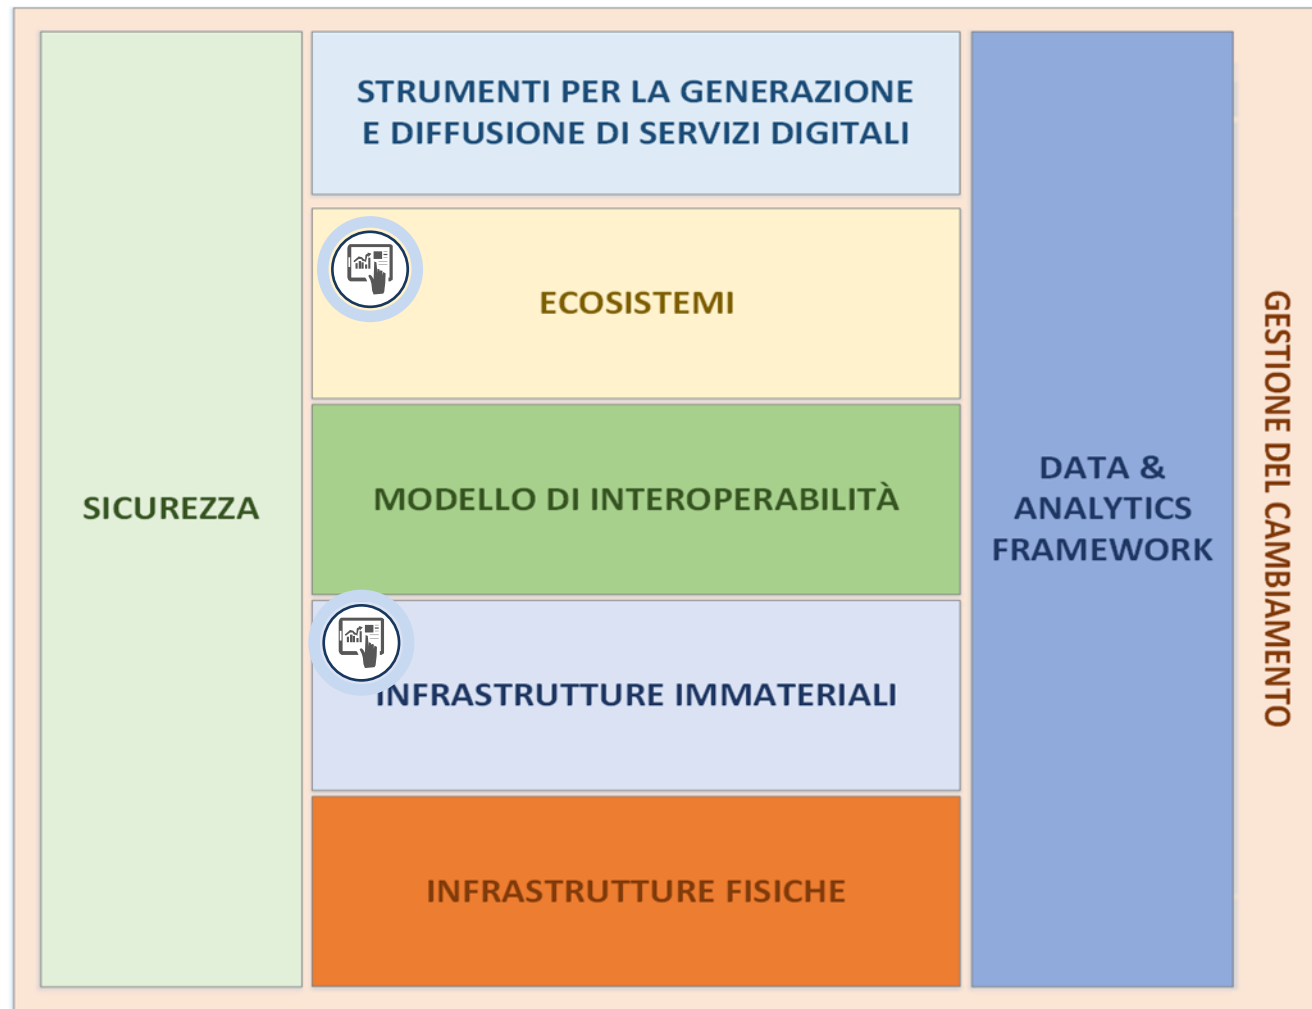 STRUMENTI PER LA GENERAZIONE
E DIFFUSIONE DI SERVIZI DIGITALI
ECOSISTEMI
SICUREZZA
MODELLO DI INTEROPERABILITÀ
DATA &
ANALYTICS
FRAMEWORK
GESTIONE DEL CAMBIAMENTO
INFRASTRUTTURE IMMATERIALI
INFRASTRUTTURE FISICHE